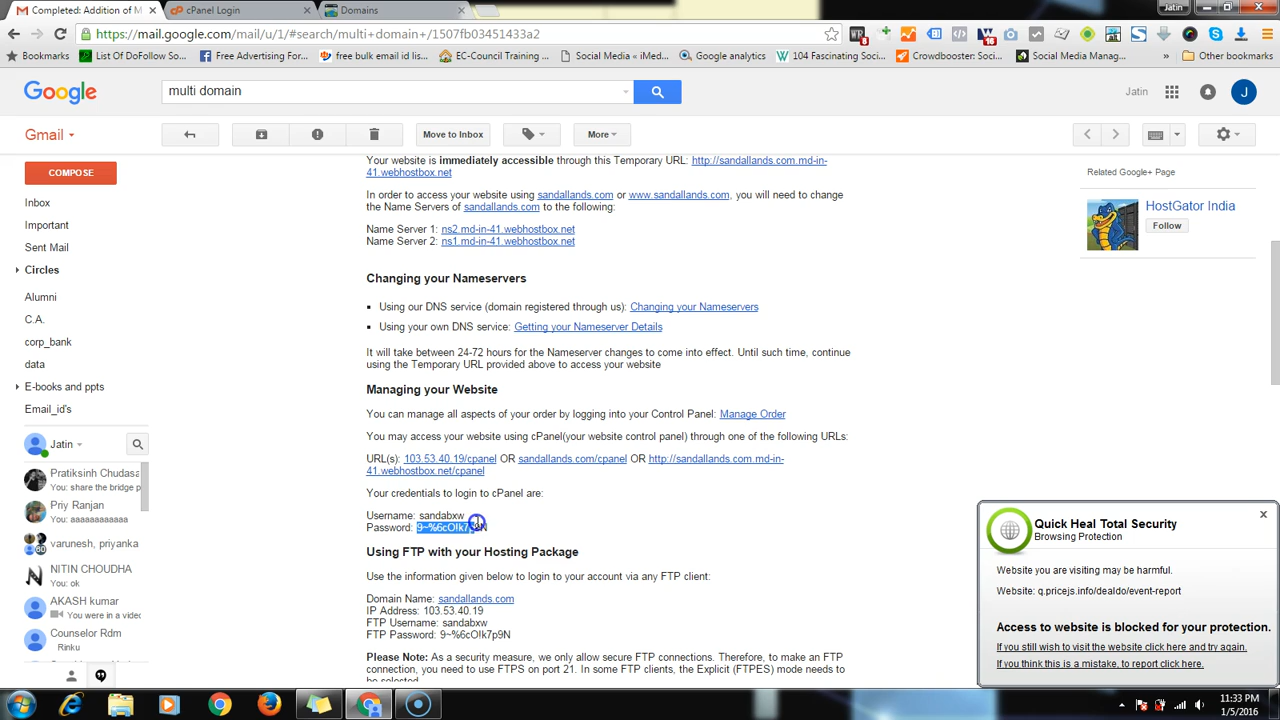 Completed: Addition of M
cPanel Login
Domains
Jatin
https://mail.google.com/mail/u/1/#search/multi+domain+/1507fb03451433a2
Bookmarks
List Of DoFollow So
Free Advertising For
free bulk email id lis
EC-Council Training ...
Social Media « iMed
Google analytics
104 Fascinating Soci...
Crowdbooster: Soci...
Social Media Manag...
»
Other bookmarks
Google
multi domain
Jatin
J
Gmail
Move to Inbox
More
COMPOSE
Inbox
Important
Sent Mail
Circles
Alumni
C.A.
corp_bank
data
E-books and ppts
Email_id's
Jatin
Pratiksinh Chudasa
You: share the bridge p
Priy Ranjan
You: aaaaaaaaaaaa
varunesh, priyanka
60
NITIN CHOUDHA
You: ok
AKASH kumar
You were in a video
Counselor Rdm
Rinku
Your website is immediately accessible through this Temporary URL: http://sandallands.com.md-in-
41.webhostbox.net
In order to access your website using sandallands.com or www.sandallands.com, you will need to change
the Name Servers of sandallands.com to the following:
Name Server 1: ns2.md-in-41.webhostbox.net
Name Server 2: ns1.md-in-41.webhostbox.net
Changing your Nameservers
Using our DNS service (domain registered through us): Changing your Nameservers
Using your own DNS service: Getting your Nameserver Details
It will take between 24-72 hours for the Nameserver changes to come into effect. Until such time, continue
using the Temporary URL provided above to access your website
Managing your Website
You can manage all aspects of your order by logging into your Control Panel: Manage Order
You may access your website using cPanel(your website control panel) through one of the following URLs:
URL(s): 103.53.40.19/cpanel OR sandallands.com/cpanel OR http://sandallands.com.md-in-
41.webhostbox.net/cpanel
Your credentials to login to cPanel are:
Username: sandabxw
Password: 9~%6cOIk7p9N
Using FTP with your Hosting Package
Use the information given below to login to your account via any FTP client:
Domain Name: sandallands.com
IP Address: 103.53.40.19
FTP Username: sandabxw
FTP Password: 9~%6cOIk7p9N
Please Note: As a security measure, we only allow secure FTP connections. Therefore, to make an FTP
connection, you need to use FTPS on port 21. In some FTP clients, the Explicit (FTPES) mode needs to
be selected.
Related Google+ Page
HostGator India
Follow
Quick Heal Total Security
Browsing Protection
Website you are visiting may be harmful.
Website: q.pricejs.info/dealdo/event-report
Access to website is blocked for your protection.
If you still wish to visit the website click here and try again.
If you think this is a mistake, to report click here.
11:33 PM
1/5/2016